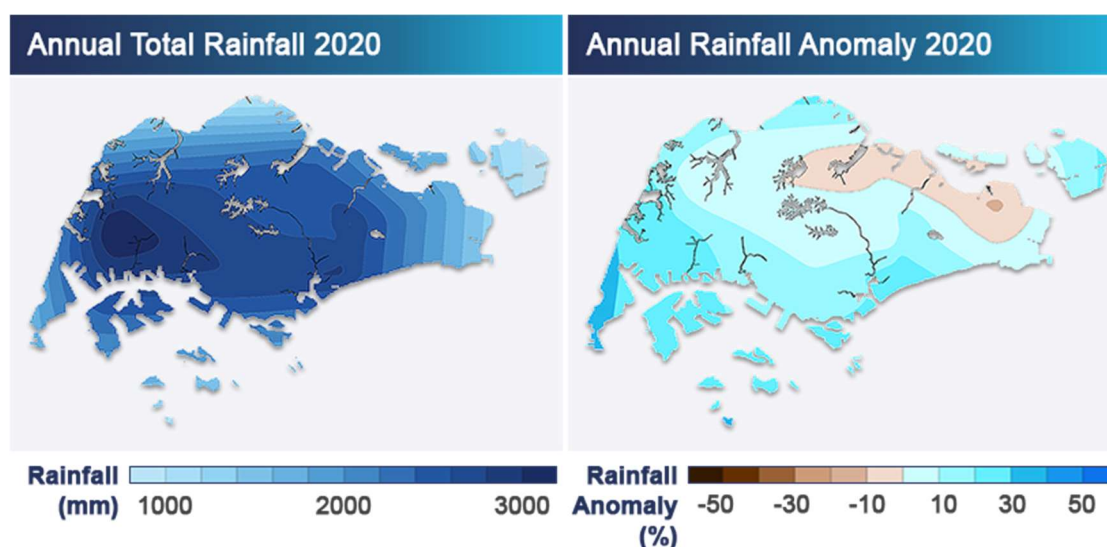 Annual Total Rainfall 2020
Annual Rainfall Anomaly 2020
Rainfall
(mm)
1000 2000 3000
Rainfall
Anomaly
(%)
-50 -30 -10 10 30 50